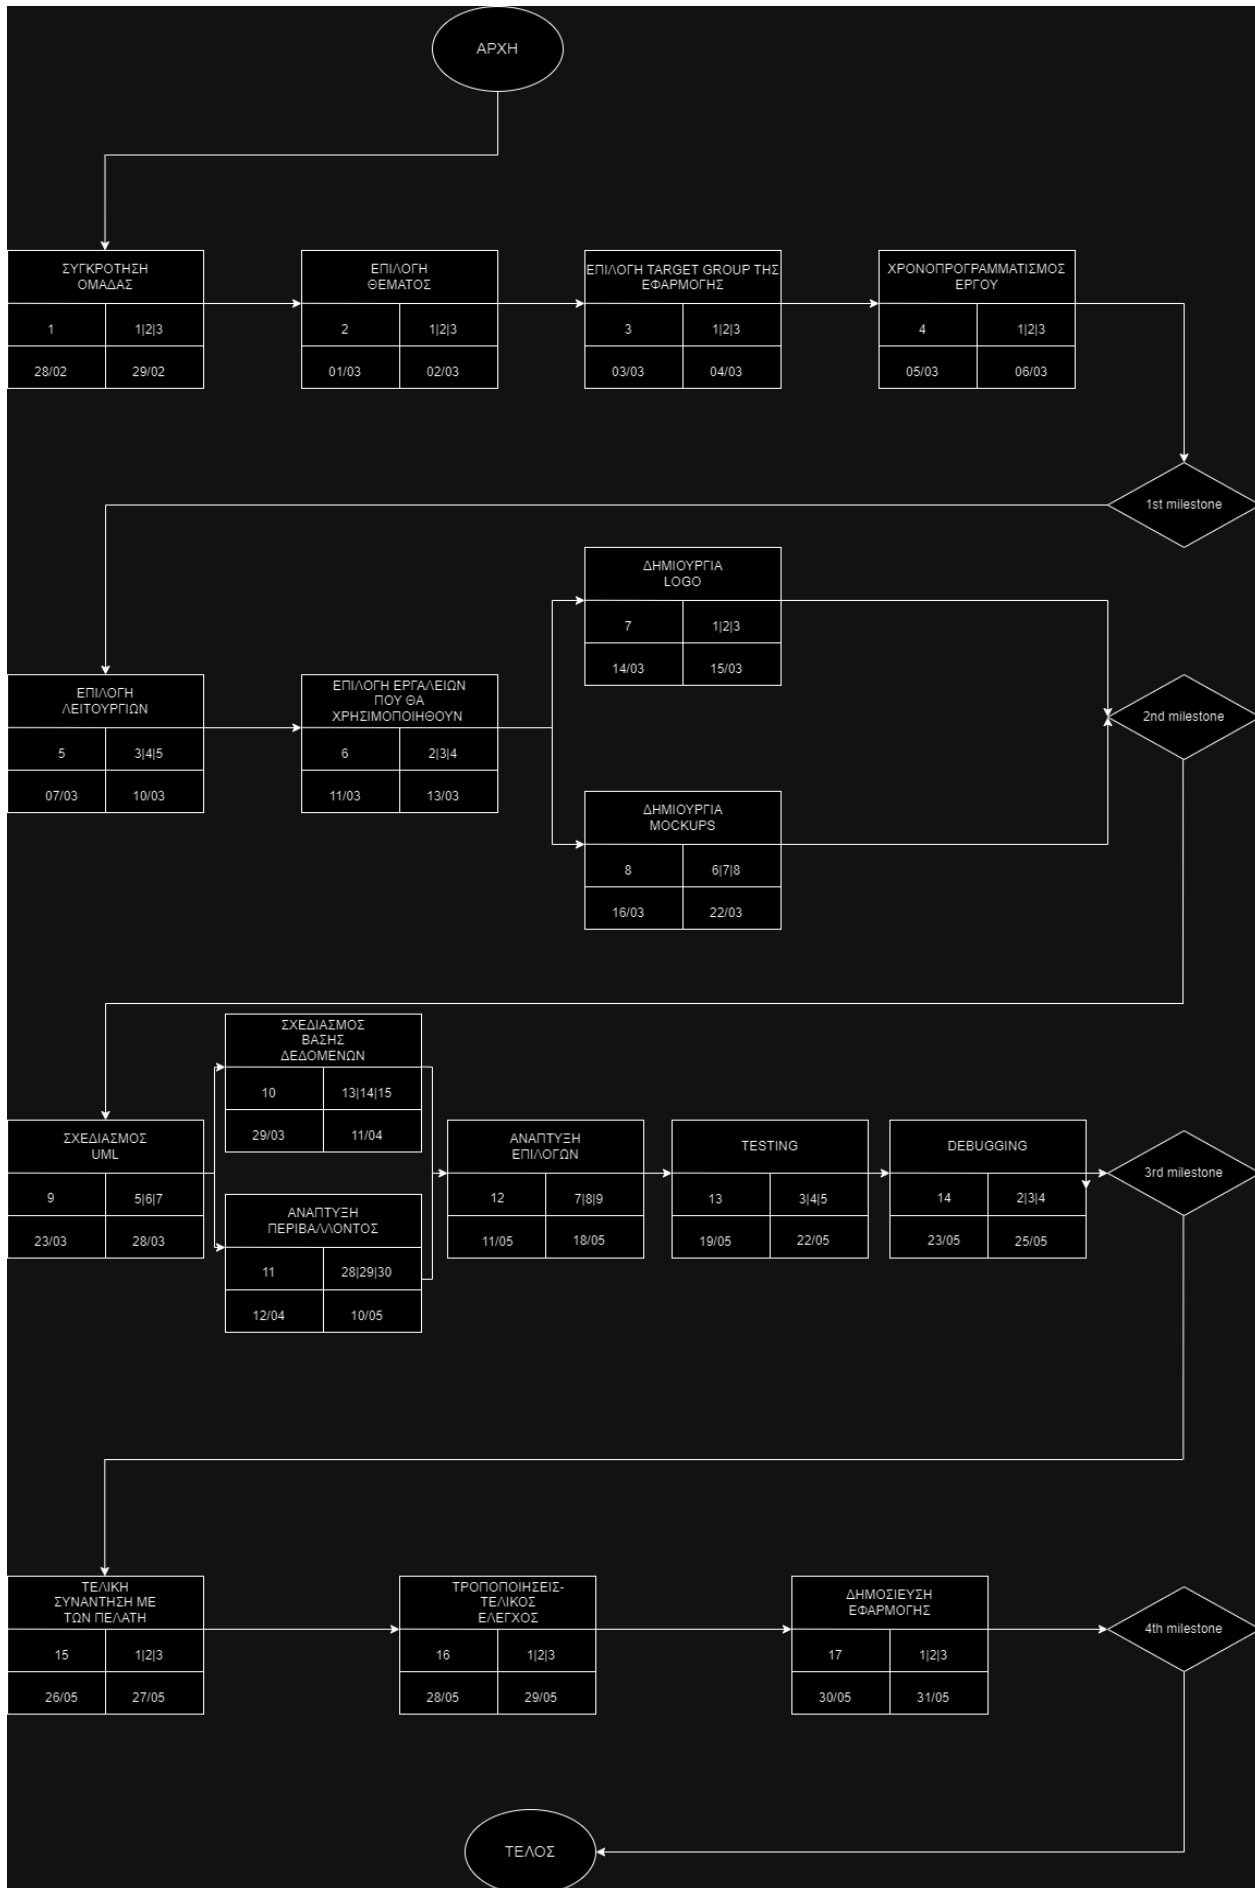 ΑΡΧΗ
ΣΥΓΚΡΟΤΗΣΗ
ΟΜΑΔΑΣ
1
1|2|3
28/02
29/02
ΕΠΙΛΟΓΗ
ΘΕΜΑΤΟΣ
2
1|2|3
01/03
02/03
ΕΠΙΛΟΓΗ TARGET GROUP ΤΗΣ
ΕΦΑΡΜΟΓΗΣ
3
1|2|3
03/03
04/03
ΧΡΟΝΟΠΡΟΓΡΑΜΜΑΤΙΣΜΟΣ
ΕΡΓΟΥ
4
1|2|3
05/03
06/03
1st milestone
ΕΠΙΛΟΓΗ
ΛΕΙΤΟΥΡΓΙΩΝ
5
3|4|5
07/03
10/03
ΕΠΙΛΟΓΗ ΕΡΓΑΛΕΙΩΝ
ΠΟΥ ΘΑ
ΧΡΗΣΙΜΟΠΟΙΗΘΟΥΝ
6
2|3|4
11/03
13/03
ΔΗΜΙΟΥΡΓΙΑ
LOGO
7
1|2|3
14/03
15/03
ΔΗΜΙΟΥΡΓΙΑ
MOCKUPS
8
6|7|8
16/03
22/03
2nd milestone
ΣΧΕΔΙΑΣΜΟΣ
UML
9
5|6|7
23/03
28/03
ΣΧΕΔΙΑΣΜΟΣ
ΒΑΣΗΣ
ΔΕΔΟΜΕΝΩΝ
10
13|14|15
29/03
11/04
ΑΝΑΠΤΥΞΗ
ΠΕΡΙΒΑΛΛΟΝΤΟΣ
11
28|29|30
12/04
10/05
ΑΝΑΠΤΥΞΗ
ΕΠΙΛΟΓΩΝ
12
7|8|9
11/05
18/05
TESTING
13
3|4|5
19/05
22/05
DEBUGGING
14
2|3|4
23/05
25/05
3rd milestone
ΤΕΛΙΚΗ
ΣΥΝΑΝΤΗΣΗ ΜΕ
ΤΩΝ ΠΕΛΑΤΗ
15
1|2|3
26/05
27/05
ΤΡΟΠΟΠΟΙΗΣΕΙΣ-
ΤΕΛΙΚΟΣ
ΕΛΕΓΧΟΣ
16
1|2|3
28/05
29/05
ΔΗΜΟΣΙΕΥΣΗ
ΕΦΑΡΜΟΓΗΣ
17
1|2|3
30/05
31/05
4th milestone
ΤΕΛΟΣ